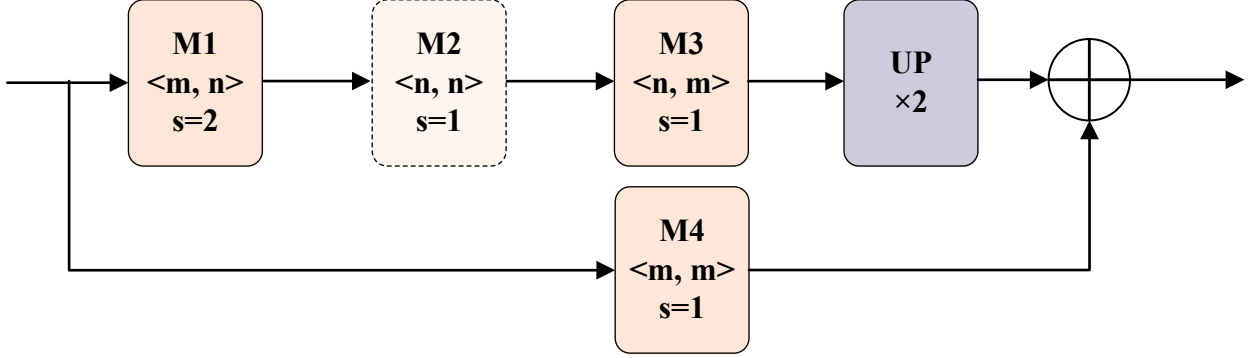 M1
<m, n>
s=2
M2
<n, n>
s=1
M3
<n, m>
s=1
UP
×2
M4
<m, m>
s=1